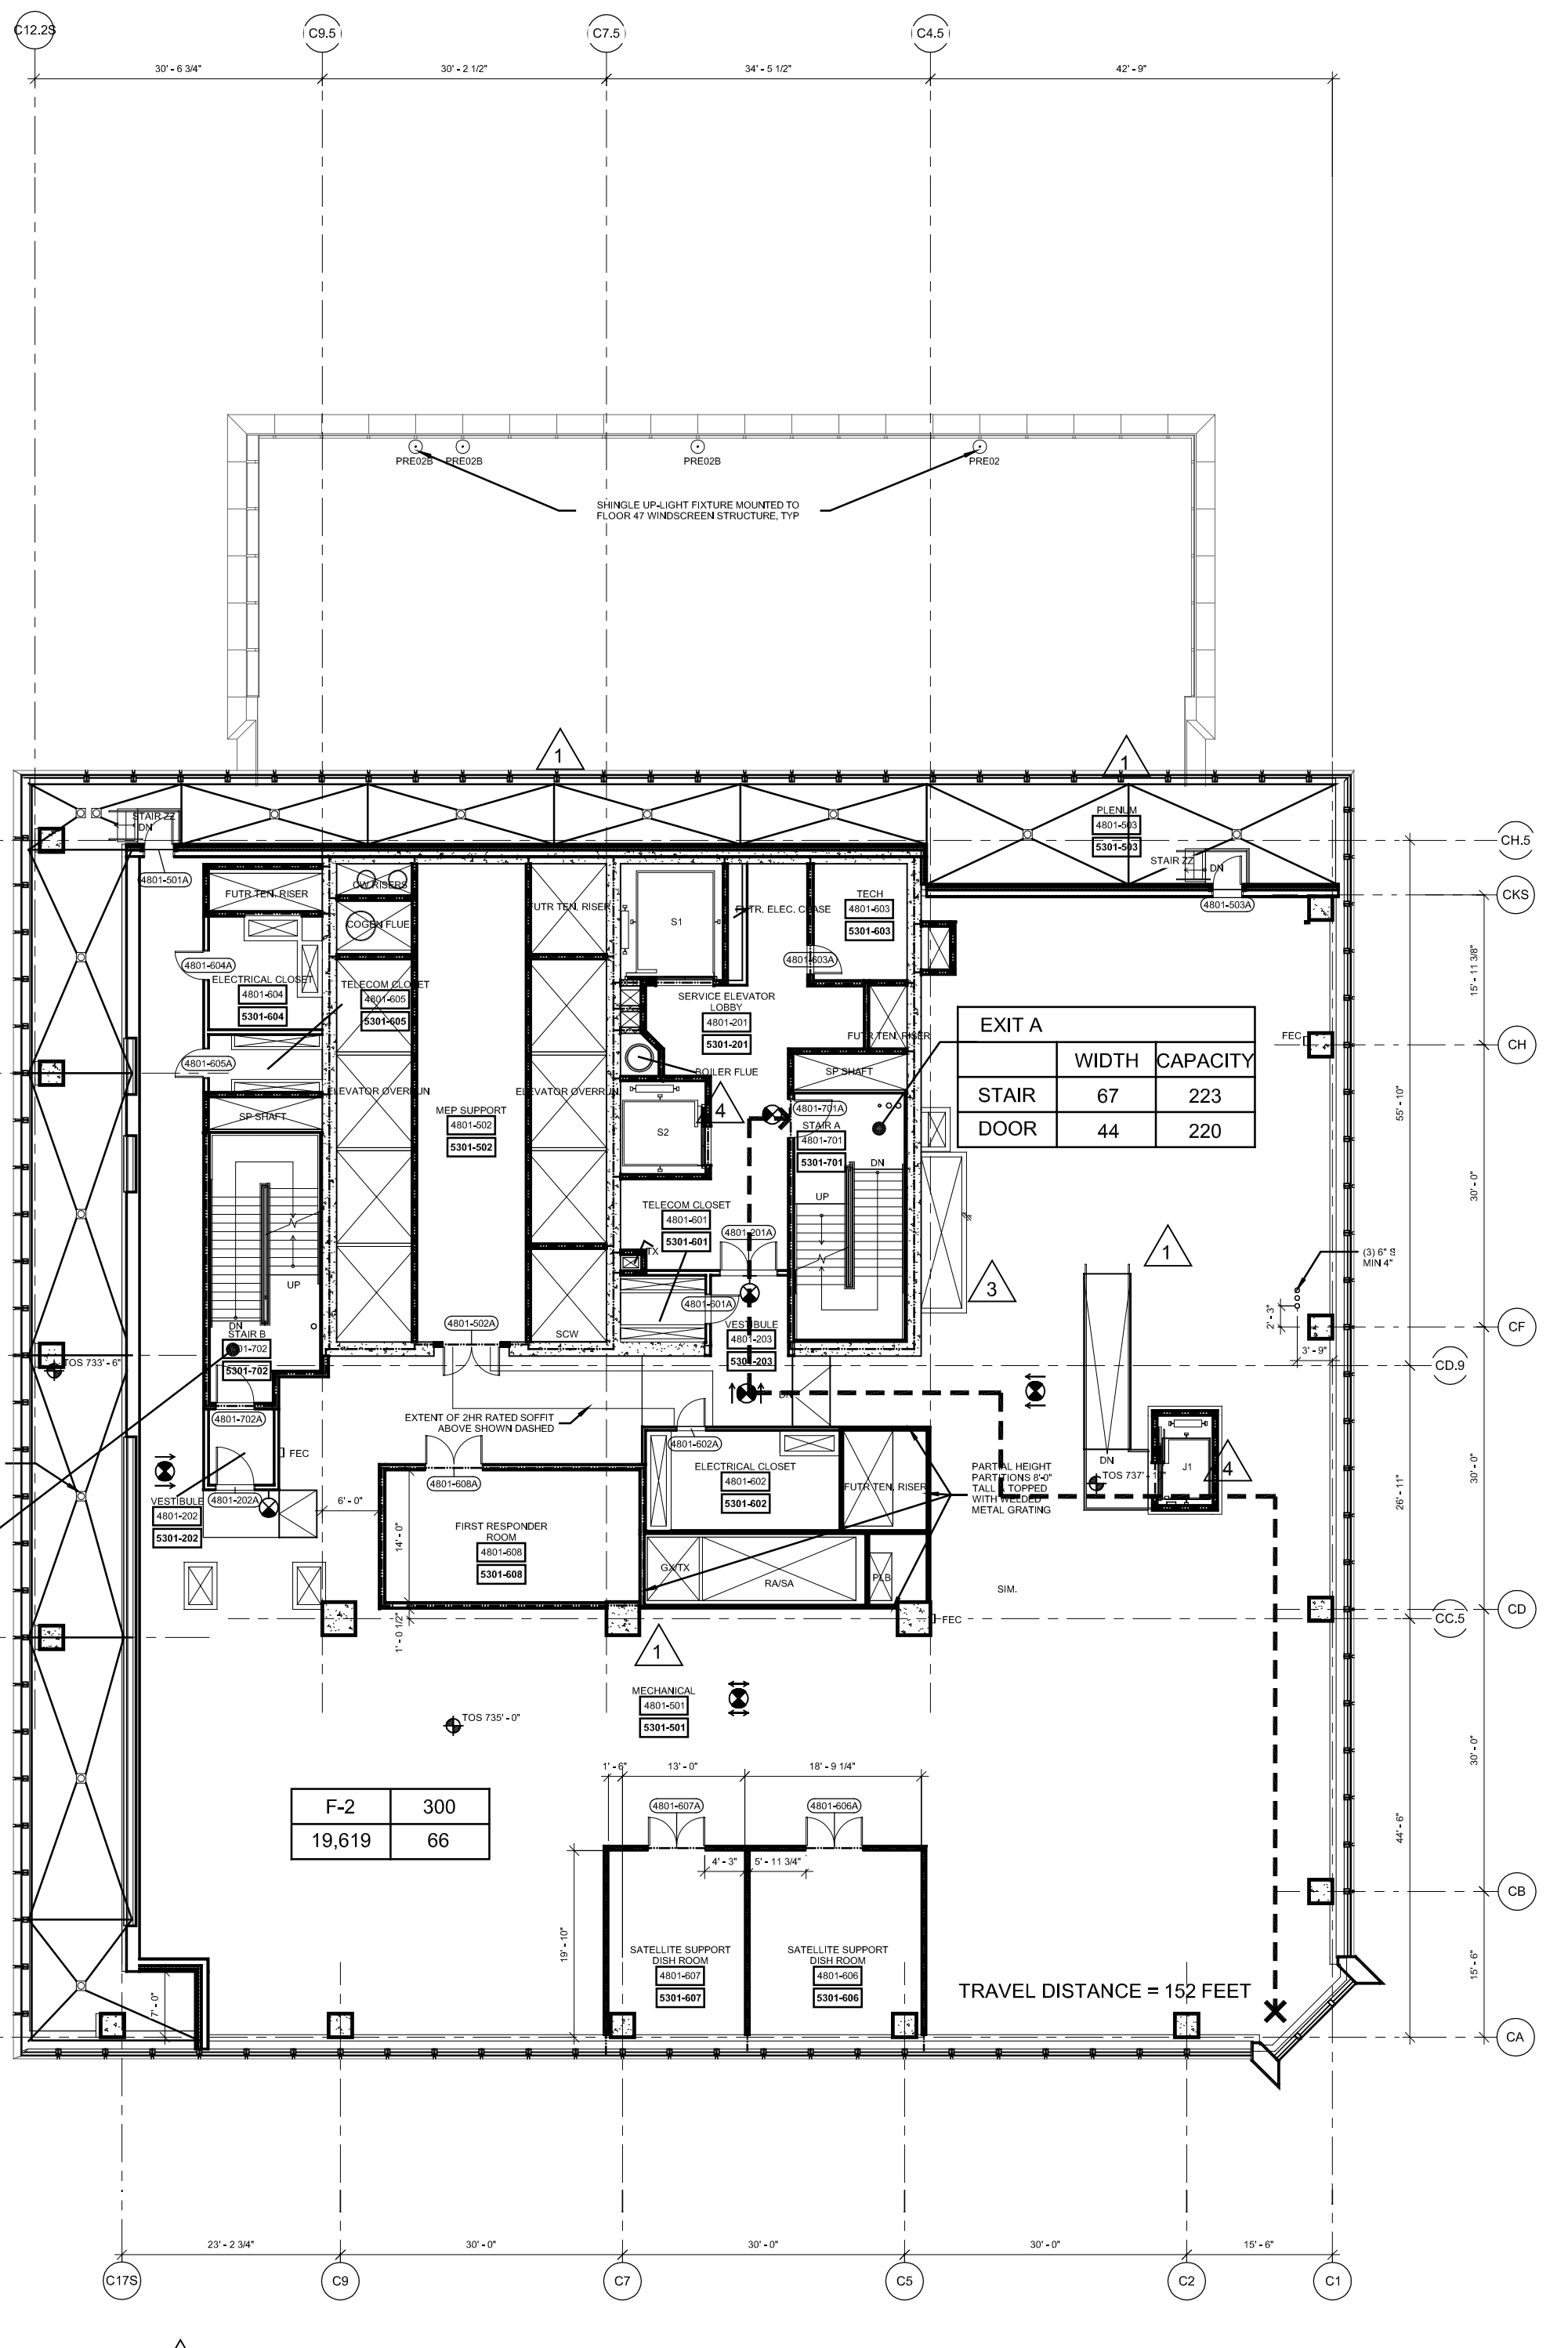 C12.2S
C9.5
C7.5
C4.5
30' - 6 3/4"
30' - 2 1/2"
34' - 5 1/2"
42' - 9"
PRE02B
PRE02B
PRE02B
PRE02
SHINGLE UP-LIGHT FIXTURE MOUNTED TO
FLOOR 47 WINDSCREEN STRUCTURE, TYP
1
1
STAIR ZZ
DN
4801-501A
PLENUM
4801-503
5301-503
STAIR ZZ
DN
4801-503A
CH.5
CKS
FUTR TEN. RISER
CW RISERS
COGEN FLUE
FUTR TEN. RISER
S1
FUTR. ELEC. CLOSE
TECH
4801-603
5301-603
4801-603A
4801-604A
ELECTRICAL CLOSET
4801-604
5301-604
TELECOM CLOSET
4801-605
5301-605
4801-605A
SERVICE ELEVATOR
LOBBY
4801-201
5301-201
FUTR TEN. RISER
BOILER FLUE
SP SHAFT
15' - 11 3/8"
EXIT A
WIDTH
CAPACITY
STAIR
67
223
DOOR
44
220
FEC
CH
ELEVATOR OVERRUN
ELEVATOR OVERRUN
SP SHAFT
MEP SUPPORT
4801-502
5301-502
S2
4
4801-701A
STAIR A
4801-701
5301-701
DN
UP
55' - 10"
30' - 0"
TELECOM CLOSET
4801-601
5301-601
TX
4801-201A
4801-601A
UP
DN
STAIR B
5301-702
4801-502A
SCW
VESTIBULE
4801-203
5301-203
3
1
(3) 6" S
MIN 4"
2' - 3"
3' - 9"
CF
CD.9
TOS 733' - 6"
4801-702A
FEC
EXTENT OF 2HR RATED SOFFIT
ABOVE SHOWN DASHED
DN
4801-602A
4801-608A
ELECTRICAL CLOSET
4801-602
5301-602
FUTR TEN. RISER
PARTIAL HEIGHT
PARTITIONS 8'-0"
TALL & TOPPED
WITH WELDED
METAL GRATING
DN
J1
4
26' - 11"
30' - 0"
4801-202A
VESTIBULE
4801-202
5301-202
6' - 0"
14' - 0"
FIRST RESPONDER
ROOM
4801-608
5301-608
GX/TX
RA/SA
PLB
SIM.
FEC
CD
CC.5
1' - 0 1/2"
1
MECHANICAL
4801-501
5301-501
TOS 735' - 0"
1' - 6"
13' - 0"
18' - 9 1/4"
30' - 0"
F-2
300
19,619
66
4801-607A
4801-606A
4' - 3"
5' - 11 3/4"
44' - 6"
CB
19' - 10"
SATELLITE SUPPORT
DISH ROOM
4801-607
5301-607
SATELLITE SUPPORT
DISH ROOM
4801-606
5301-606
TRAVEL DISTANCE = 152 FEET
15' - 6"
7' - 0"
CA
23' - 2 3/4"
30' - 0"
30' - 0"
30' - 0"
15' - 6"
C17S
C9
C7
C5
C2
C1